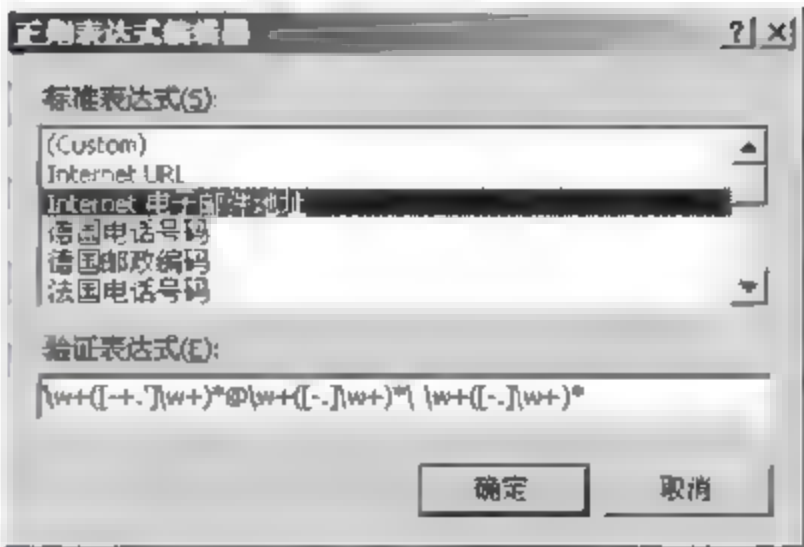 正则表达式编辑器
? ×
标准表达式(S):
(Custom)
Internet URL
Internet 电子邮件地址
德国电话号码
德国邮政编码
法国电话号码
验证表达式(E):
\w+([-+.']\w+)*@\w+([-.]\w+)*\ \w+([-.]\w+)*
确定
取消